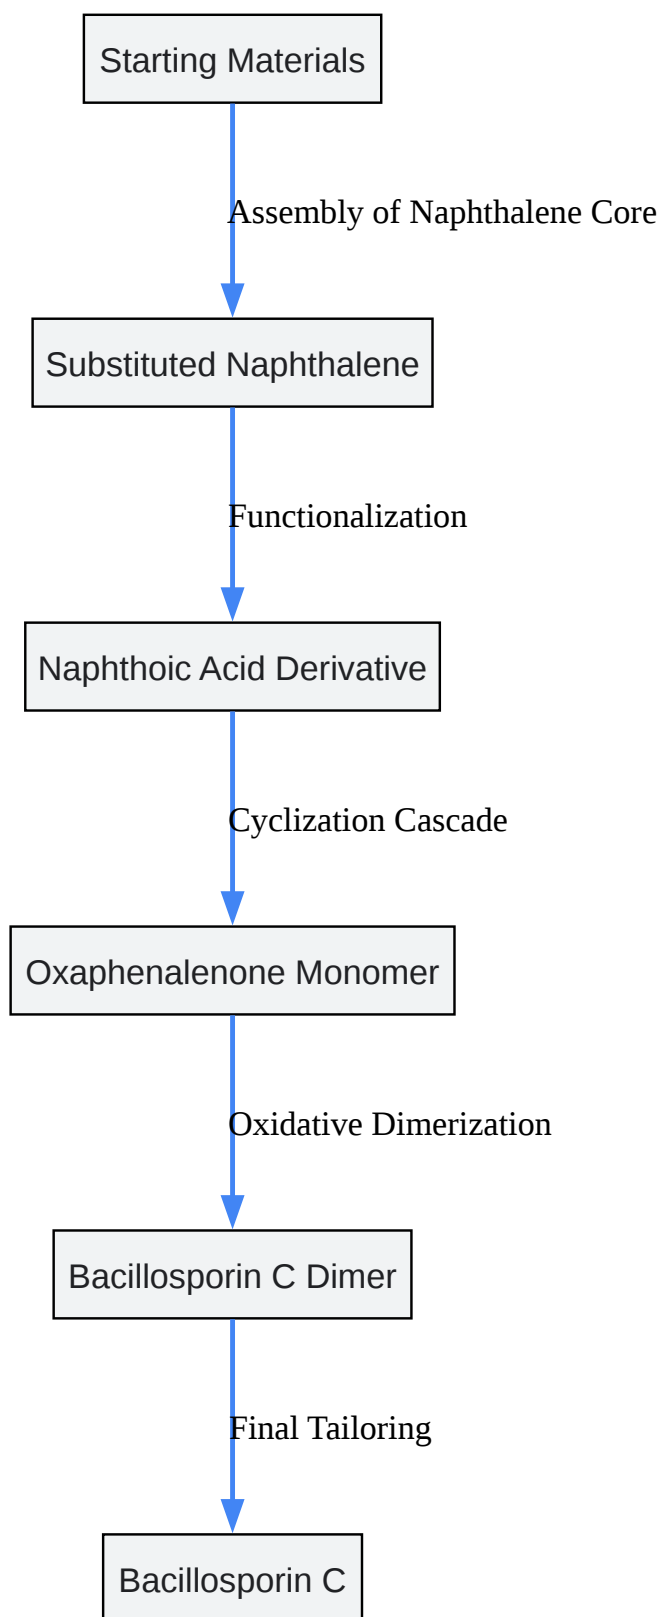 Starting Materials
Assembly of Naphthalene Core
Substituted Naphthalene
Functionalization
Naphthoic Acid Derivative
Cyclization Cascade
Oxaphenalenone Monomer
Oxidative Dimerization
Bacillosporin C Dimer
Final Tailoring
Bacillosporin C